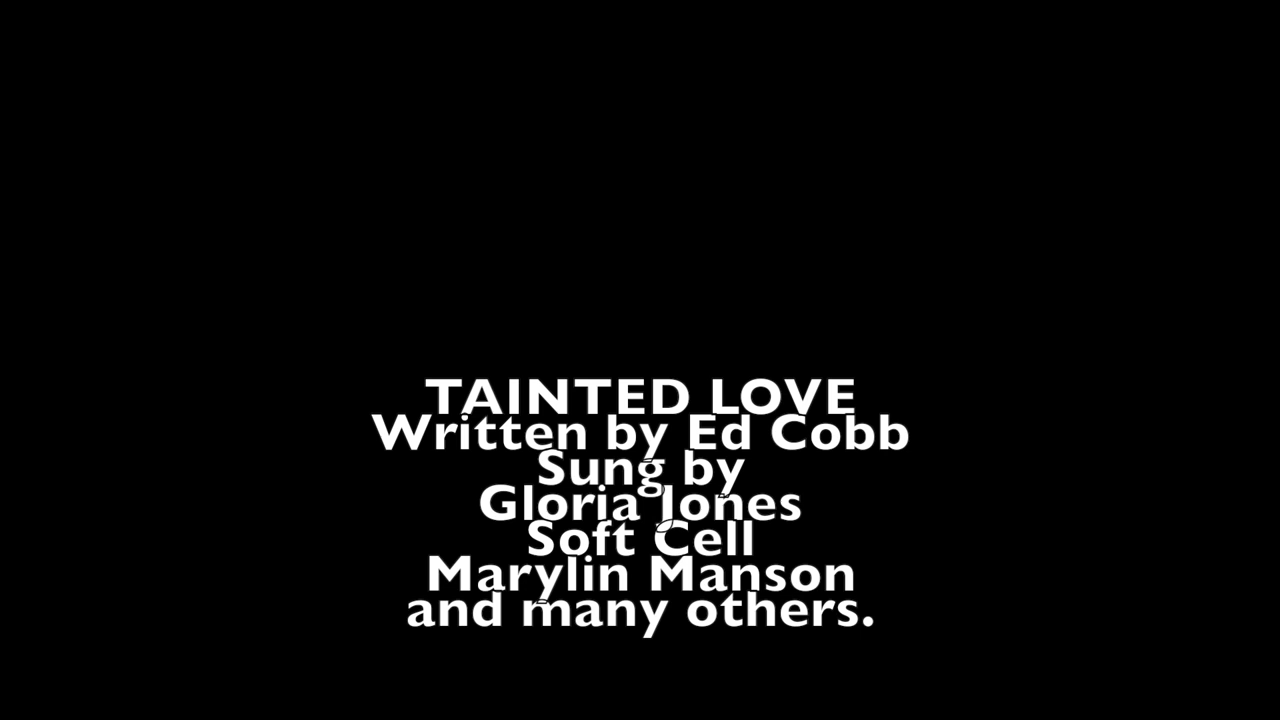 TAINTED LOVE
Written by Ed Cobb
Sung by
Gloria Jones
Soft Cell
Marylin Manson
and many others.